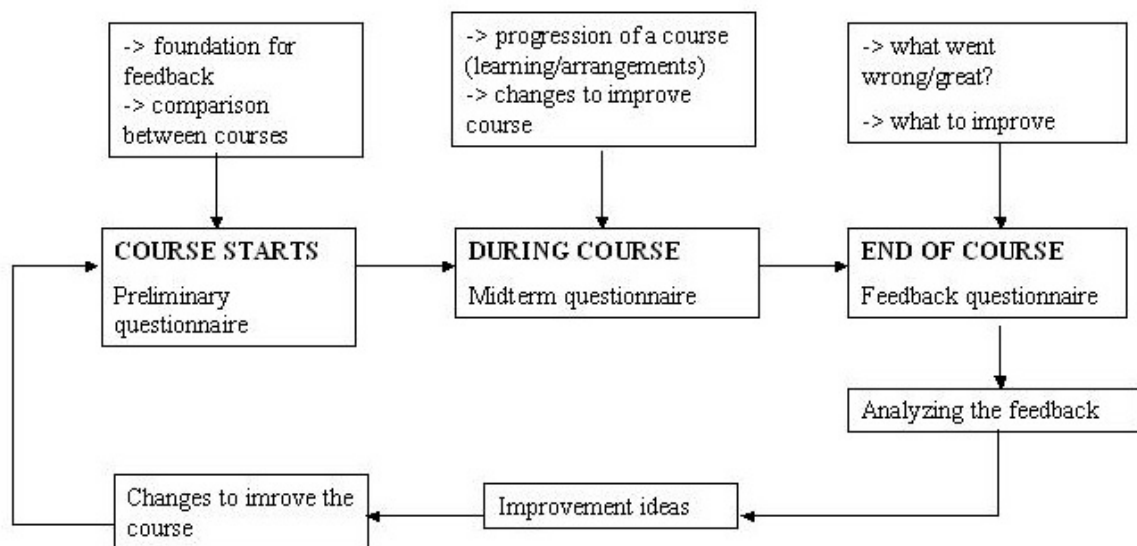 -> foundation for
feedback
-> comparison
between courses
-> progression of a course
(learning/arrangements)
-> changes to improve
course
-> what went
wrong/great?
-> what to improve
COURSE STARTS
Preliminary
questionnaire
DURING COURSE
Midterm questionnaire
END OF COURSE
Feedback questionnaire
Analyzing the feedback
Changes to imrove the
course
Improvement ideas